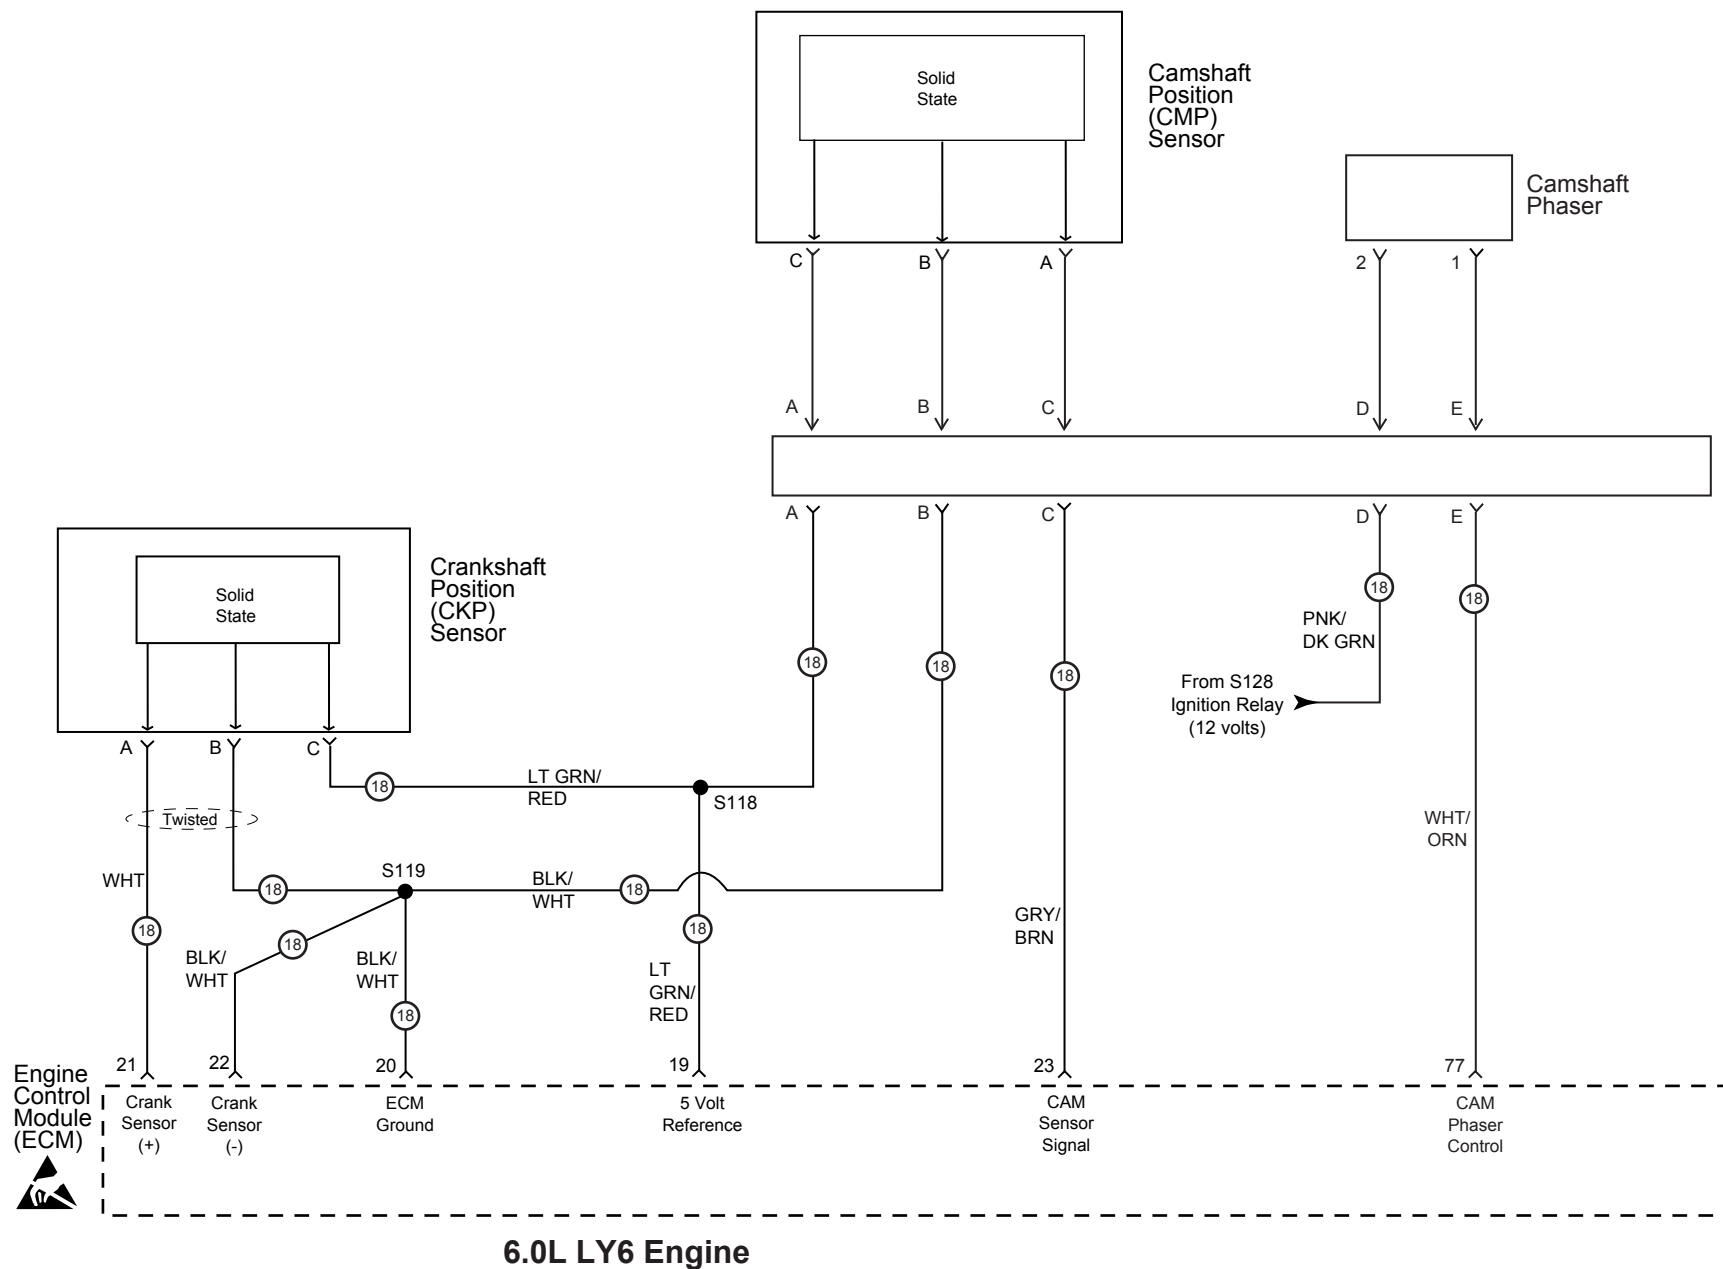 Solid
State
Camshaft
Position
(CMP)
Sensor
Camshaft
Phaser
C
B
A
2
1
A
B
C
D
E
A
B
C
D
E
Solid
State
Crankshaft
Position
(CKP)
Sensor
18
18
PNK/
DK GRN
18
18
18
From S128
Ignition Relay
(12 volts)
A
B
C
18
LT GRN/
RED
S118
Twisted
WHT/
ORN
WHT
S119
18
BLK/
WHT
18
18
18
18
GRY/
BRN
BLK/
WHT
BLK/
WHT
LT
GRN/
RED
18
21
22
20
19
23
77
Engine
Control
Module
(ECM)
Crank
Sensor
(+)
Crank
Sensor
(-)
ECM
Ground
5 Volt
Reference
CAM
Sensor
Signal
CAM
Phaser
Control
6.0L LY6 Engine